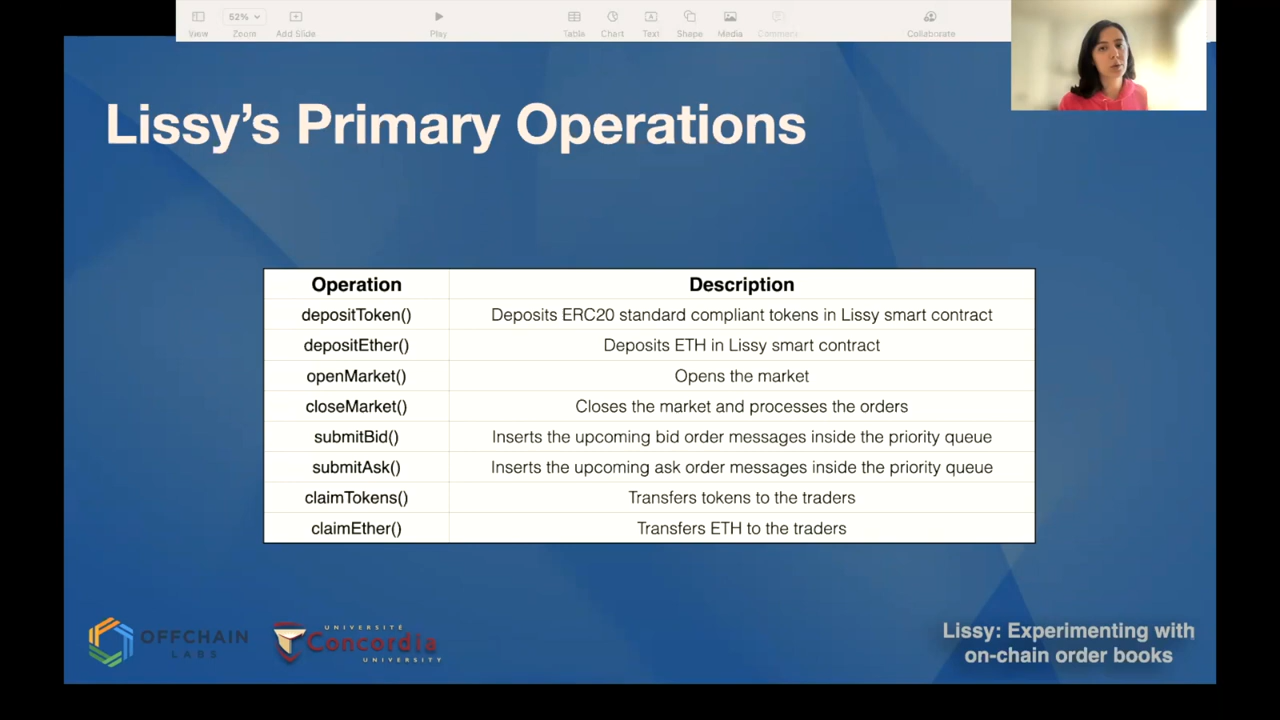 View
52%
Zoom
Add Slide
Play
Table
Chart
Text
Shape
Media
Comment
Collaborate
Lissy’s Primary Operations
Operation Description
depositToken() Deposits ERC20 standard compliant tokens in Lissy smart contract
depositEther() Deposits ETH in Lissy smart contract
openMarket() Opens the market
closeMarket() Closes the market and processes the orders
submitBid() Inserts the upcoming bid order messages inside the priority queue
submitAsk() Inserts the upcoming ask order messages inside the priority queue
claimTokens() Transfers tokens to the traders
claimEther() Transfers ETH to the traders
OFFCHAIN
LABS
UNIVERSITÉ
Concordia
UNIVERSITY
Lissy: Experimenting with
on-chain order books